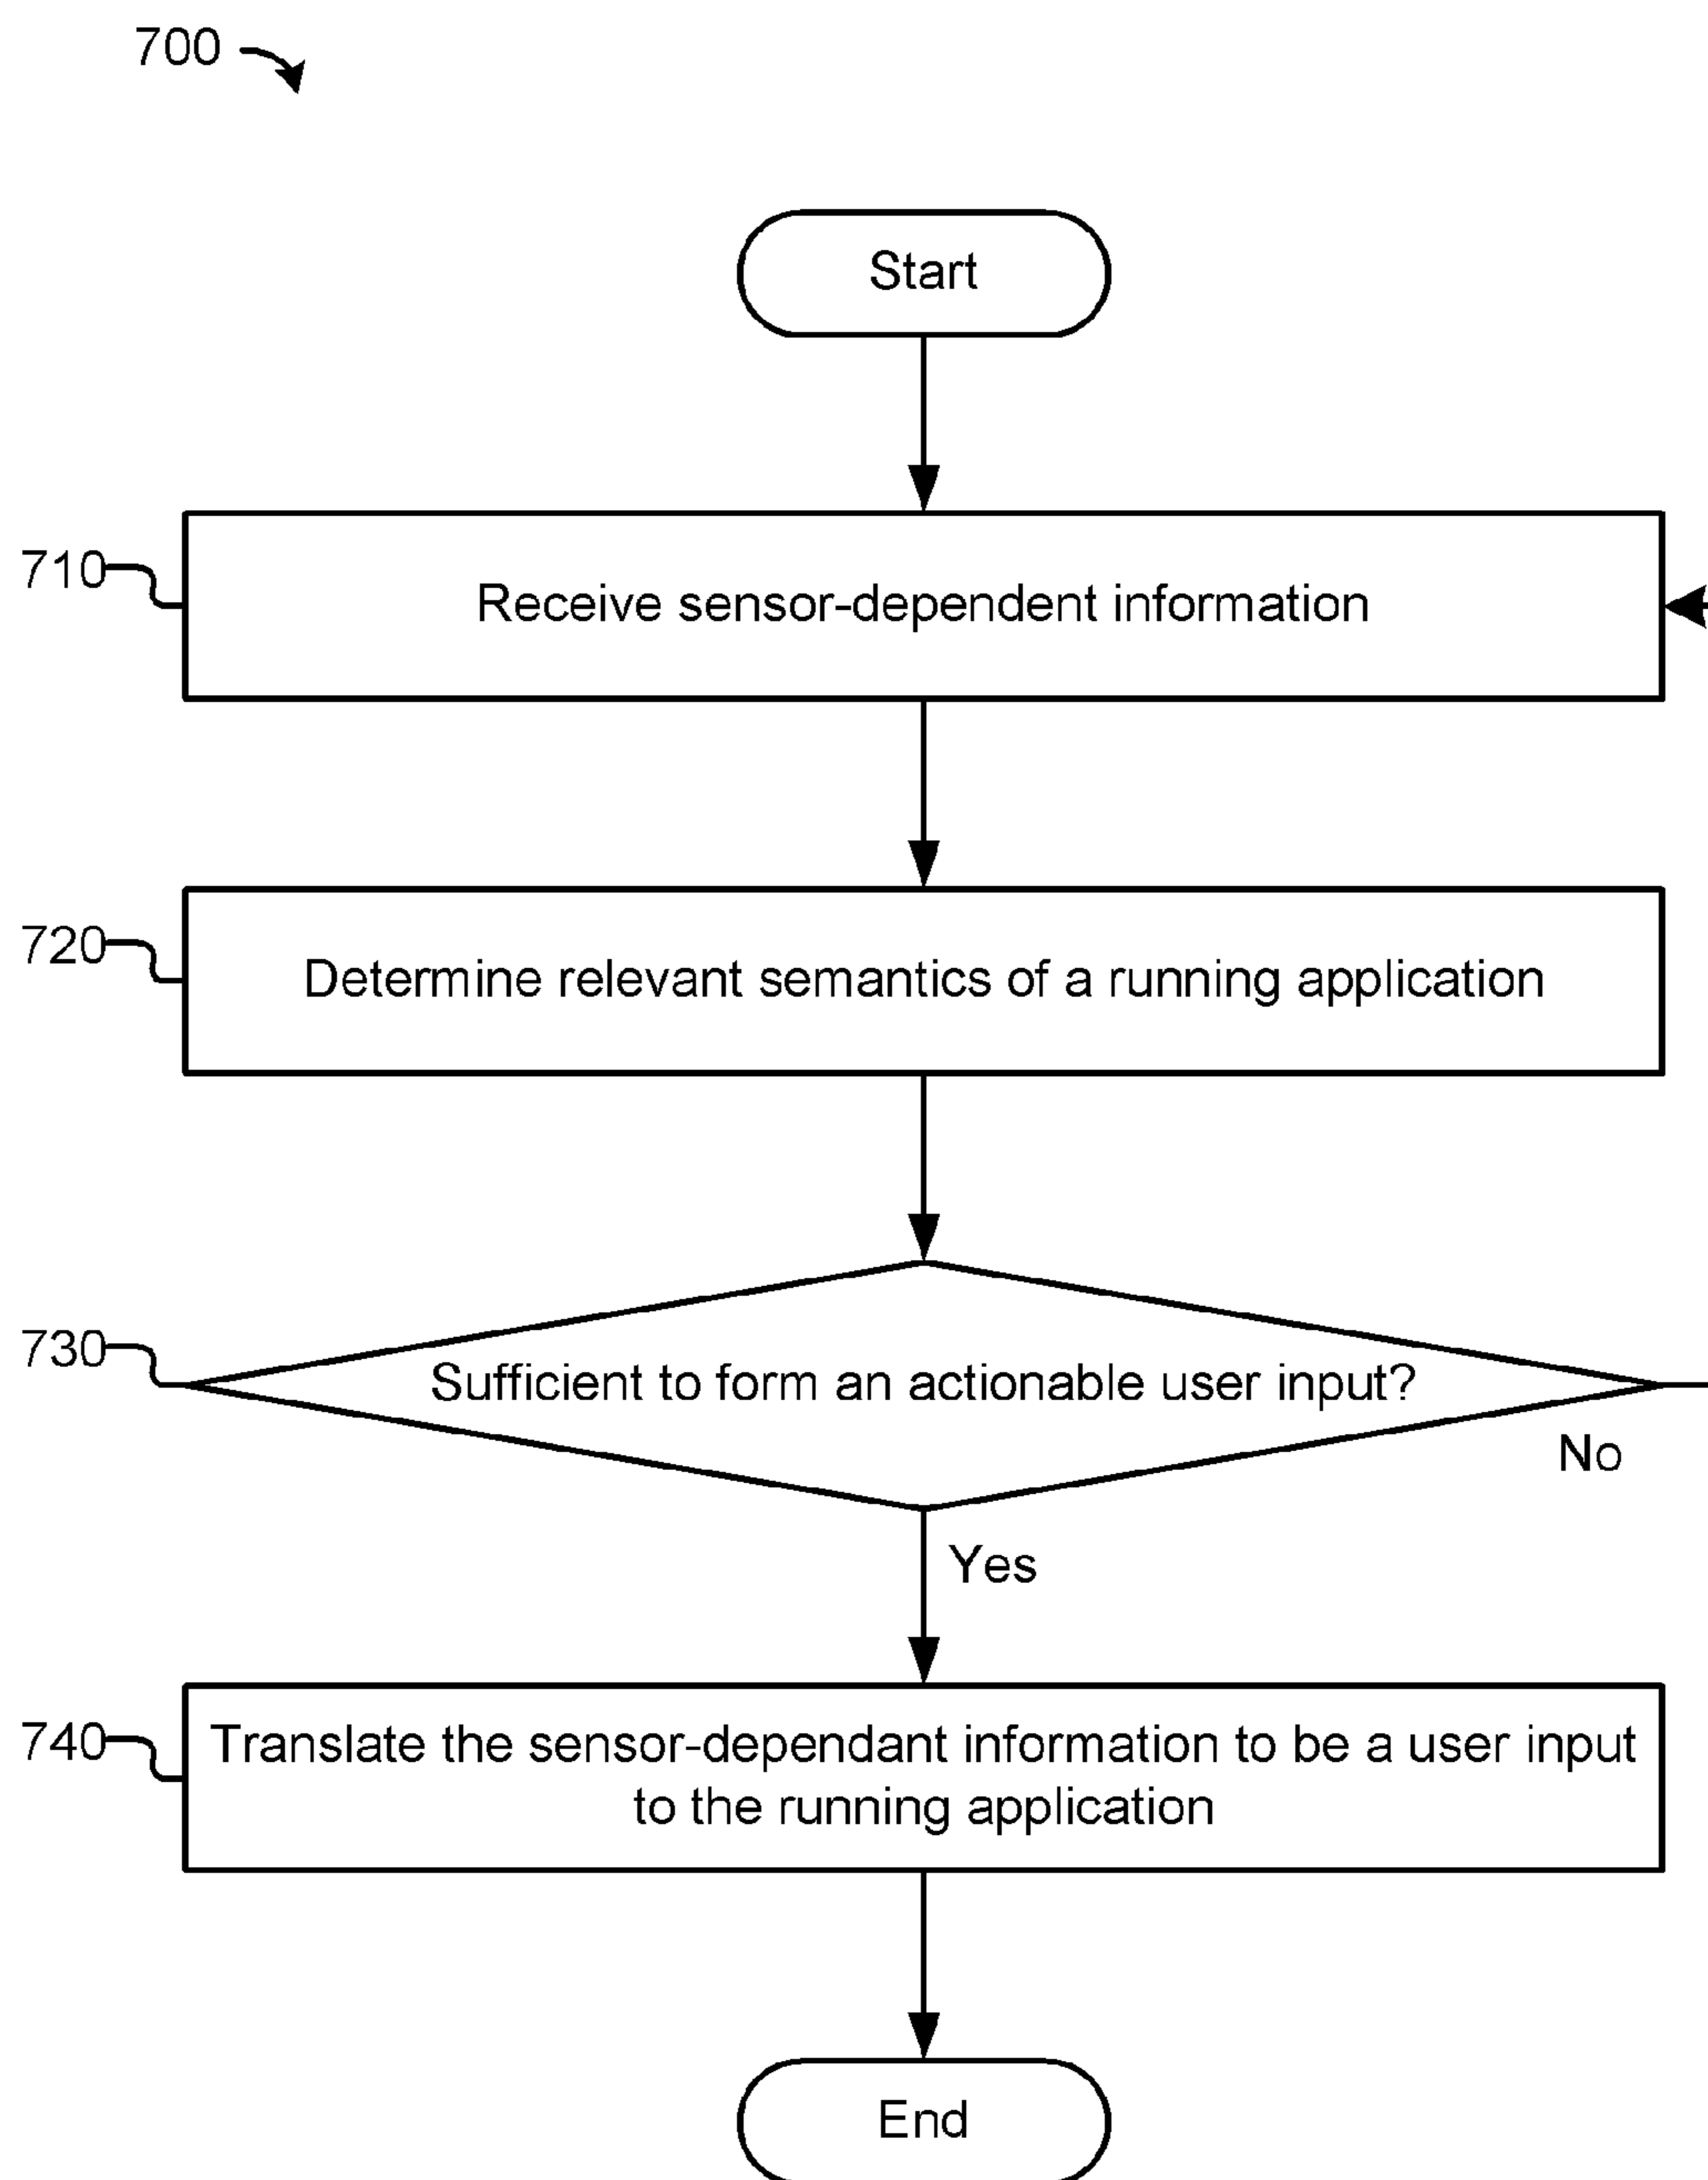 700
Start
710
Receive sensor-dependent information
720
Determine relevant semantics of a running application
730
Sufficient to form an actionable user input?
No
Yes
740
Translate the sensor-dependant information to be a user input
to the running application
End